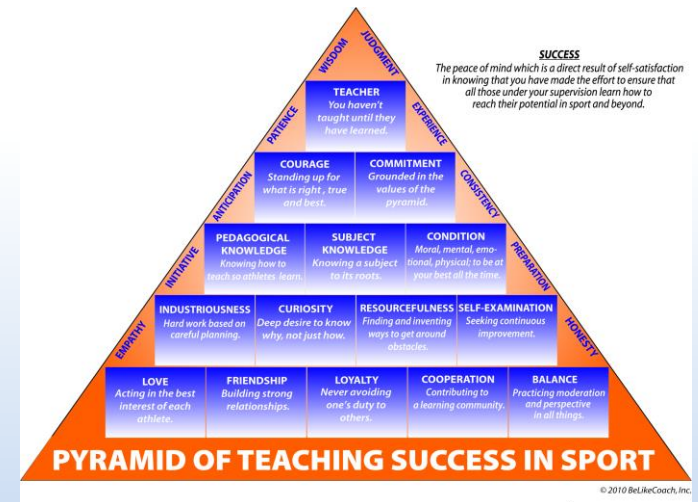 SUCCESS
The peace of mind which is a direct result of self-satisfaction
in knowing that you have made the effort to ensure that
all those under your supervision learn how to
reach their potential in sport and beyond.
WISDOM
JUDGMENT
PATIENCE
EXPERIENCE
ANTICIPATION
CONSISTENCY
INITIATIVE
PREPARATION
EMPATHY
HONESTY
TEACHER
You haven't
taught until they
have learned.
COURAGE
Standing up for
what is right , true
and best.
COMMITMENT
Grounded in the
values of the
pyramid.
PEDAGOGICAL
KNOWLEDGE
Knowing how to
teach so athletes learn.
SUBJECT
KNOWLEDGE
Knowing a subject
to its roots.
CONDITION
Moral, mental, emo-
tional, physical; to be at
your best all the time.
INDUSTRIOUSNESS
Hard work based on
careful planning.
CURIOSITY
Deep desire to know
why, not just how.
RESOURCEFULNESS
Finding and inventing
ways to get around
obstacles.
SELF-EXAMINATION
Seeking continuous
improvement.
LOVE
Acting in the best
interest of each
athlete.
FRIENDSHIP
Building strong
relationships.
LOYALTY
Never avoiding
one's duty to
others.
COOPERATION
Contributing to
a learning community.
BALANCE
Practicing moderation
and perspective
in all things.
PYRAMID OF TEACHING SUCCESS IN SPORT
© 2010 BeLikeCoach, Inc.